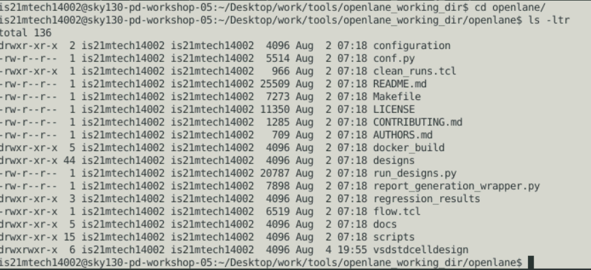 is21mtech14002@sky130-pd-workshop-05:~/Desktop/work/tools/openlane_working_dir$ cd openlane/
is21mtech14002@sky130-pd-workshop-05:~/Desktop/work/tools/openlane_working_dir/openlane$ ls -ltr
total 136
drwxr-xr-x 2 is21mtech14002 is21mtech14002 4096 Aug 2 07:18 configuration
-rw-r--r-- 1 is21mtech14002 is21mtech14002 5514 Aug 2 07:18 conf.py
-rw-r--r-- 1 is21mtech14002 is21mtech14002 966 Aug 2 07:18 clean_runs.tcl
-rw-r--r-- 1 is21mtech14002 is21mtech14002 25509 Aug 2 07:18 README.md
-rw-r--r-- 1 is21mtech14002 is21mtech14002 7273 Aug 2 07:18 Makefile
-rw-r--r-- 1 is21mtech14002 is21mtech14002 11350 Aug 2 07:18 LICENSE
-rw-r--r-- 1 is21mtech14002 is21mtech14002 1285 Aug 2 07:18 CONTRIBUTING.md
-rw-r--r-- 1 is21mtech14002 is21mtech14002 709 Aug 2 07:18 AUTHORS.md
drwxr-xr-x 5 is21mtech14002 is21mtech14002 4096 Aug 2 07:18 docker_build
drwxr-xr-x 44 is21mtech14002 is21mtech14002 4096 Aug 2 07:18 designs
-rw-r--r-- 1 is21mtech14002 is21mtech14002 20787 Aug 2 07:18 run_designs.py
-rw-r--r-- 1 is21mtech14002 is21mtech14002 7898 Aug 2 07:18 report_generation_wrapper.py
drwxr-xr-x 3 is21mtech14002 is21mtech14002 4096 Aug 2 07:18 regression_results
-rw-r--r-- 1 is21mtech14002 is21mtech14002 6519 Aug 2 07:18 flow.tcl
drwxr-xr-x 5 is21mtech14002 is21mtech14002 4096 Aug 2 07:18 docs
drwxr-xr-x 15 is21mtech14002 is21mtech14002 4096 Aug 2 07:18 scripts
drwxrwxr-x 6 is21mtech14002 is21mtech14002 4096 Aug 4 19:55 vsdstdcelldesign
is21mtech14002@sky130-pd-workshop-05:~/Desktop/work/tools/openlane_working_dir/openlane$